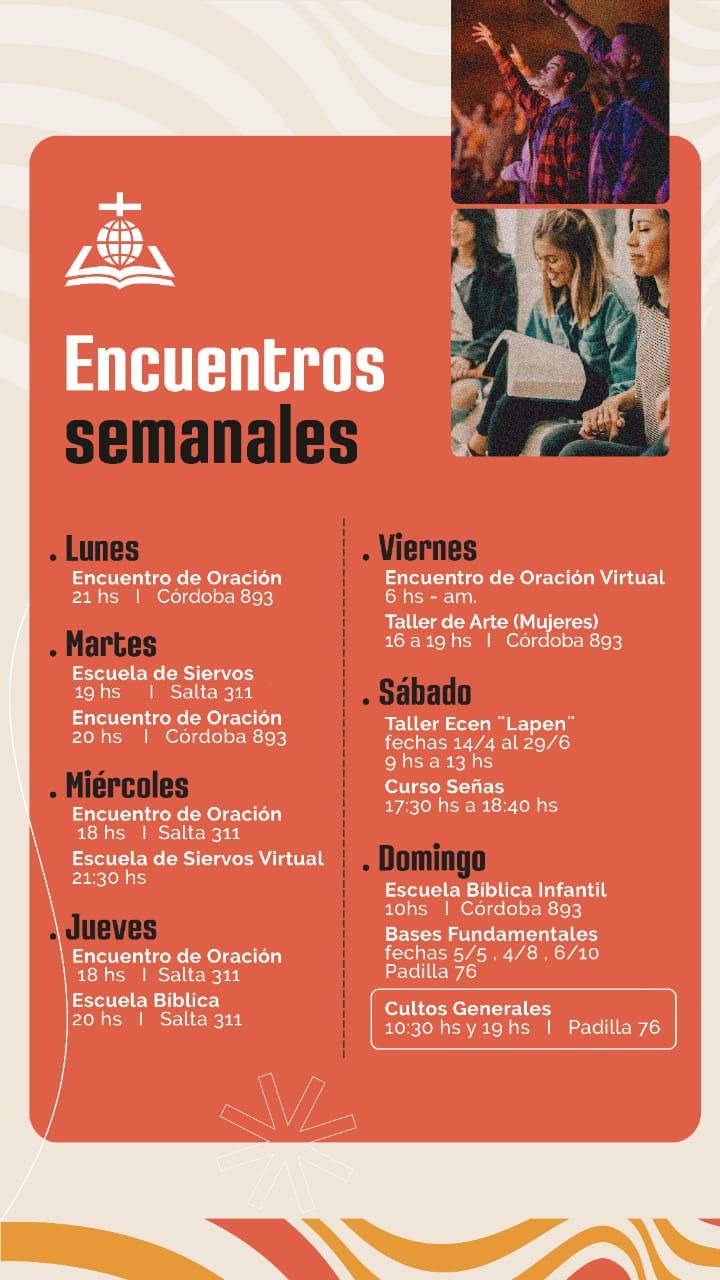 Encuentros
semanales
. Lunes
Encuentro de Oración
21 hs I Córdoba 893
. Martes
Escuela de Siervos
19 hs I Salta 311
Encuentro de Oración
20 hs I Córdoba 893
. Miércoles
Encuentro de Oración
18 hs I Salta 311
Escuela de Siervos Virtual
21:30 hs
. Jueves
Encuentro de Oración
18 hs I Salta 311
Escuela Bíblica
20 hs I Salta 311
. Viernes
Encuentro de Oración Virtual
6 hs - am.
Taller de Arte (Mujeres)
16 a 19 hs I Córdoba 893
. Sábado
Taller Ecen ¨Lapen¨
fechas 14/4 al 29/6
9 hs a 13 hs
Curso Señas
17:30 hs a 18:40 hs
. Domingo
Escuela Bíblica Infantil
10hs I Córdoba 893
Bases Fundamentales
fechas 5/5 , 4/8 , 6/10
Padilla 76
Cultos Generales
10:30 hs y 19 hs I Padilla 76